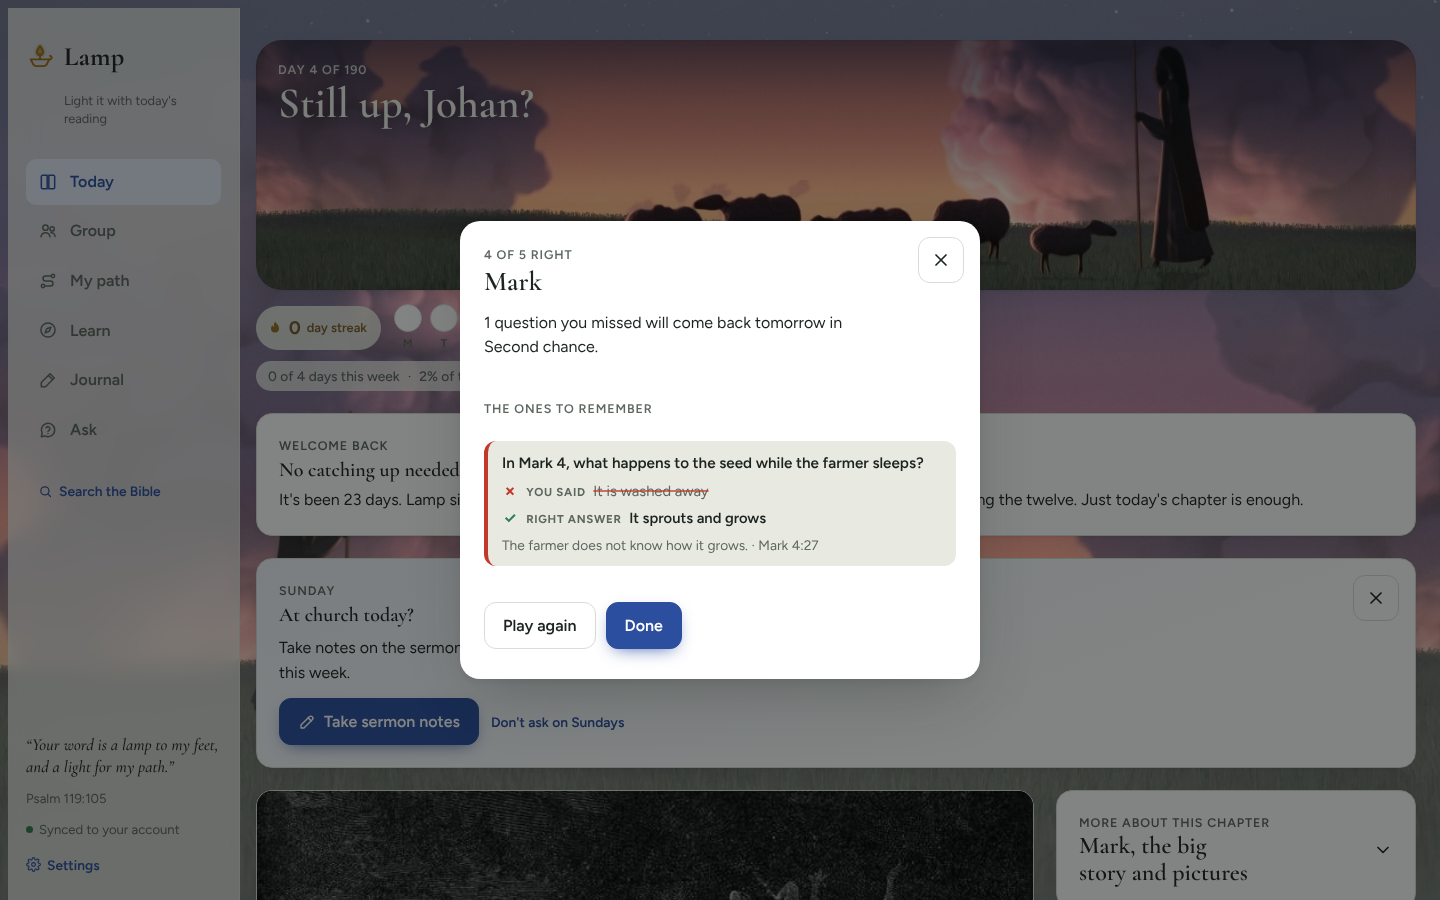 Lamp
Light it with today's
reading
Today
Group
My path
Learn
Journal
Ask
Search the Bible
“Your word is a lamp to my feet,
and a light for my path.”
Psalm 119:105
Synced to your account
Settings
DAY 4 OF 190
Still up, Johan?
0 day streak
M T
0 of 4 days this week · 2% of
WELCOME BACK
No catching up needed
It's been 23 days. Lamp
ng the twelve. Just today's chapter is enough.
SUNDAY
At church today?
Take notes on the sermon
this week.
Take sermon notes
Don't ask on Sundays
MORE ABOUT THIS CHAPTER
Mark, the big
story and pictures
4 OF 5 RIGHT
Mark
1 question you missed will come back tomorrow in
Second chance.
THE ONES TO REMEMBER
In Mark 4, what happens to the seed while the farmer sleeps?
YOU SAID It is washed away
RIGHT ANSWER It sprouts and grows
The farmer does not know how it grows. · Mark 4:27
Play again
Done